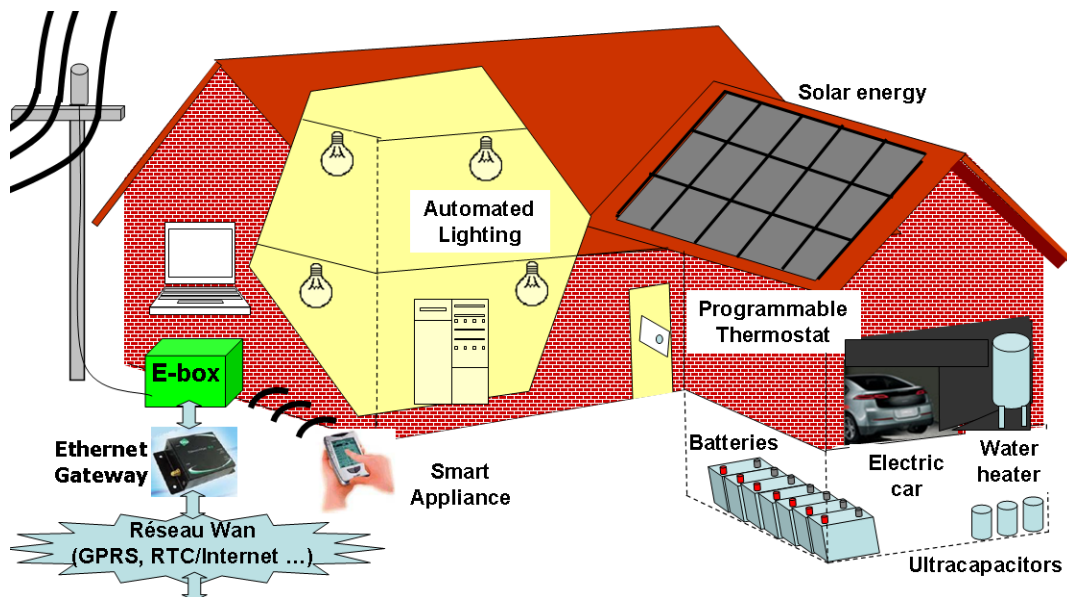 Solar energy
Automated
Lighting
Programmable
Thermostat
E-box
Ethernet
Gateway
Smart
Appliance
Batteries
Electric
car
Water
heater
Réseau Wan
(GPRS, RTC/Internet ...)
Ultracapacitors